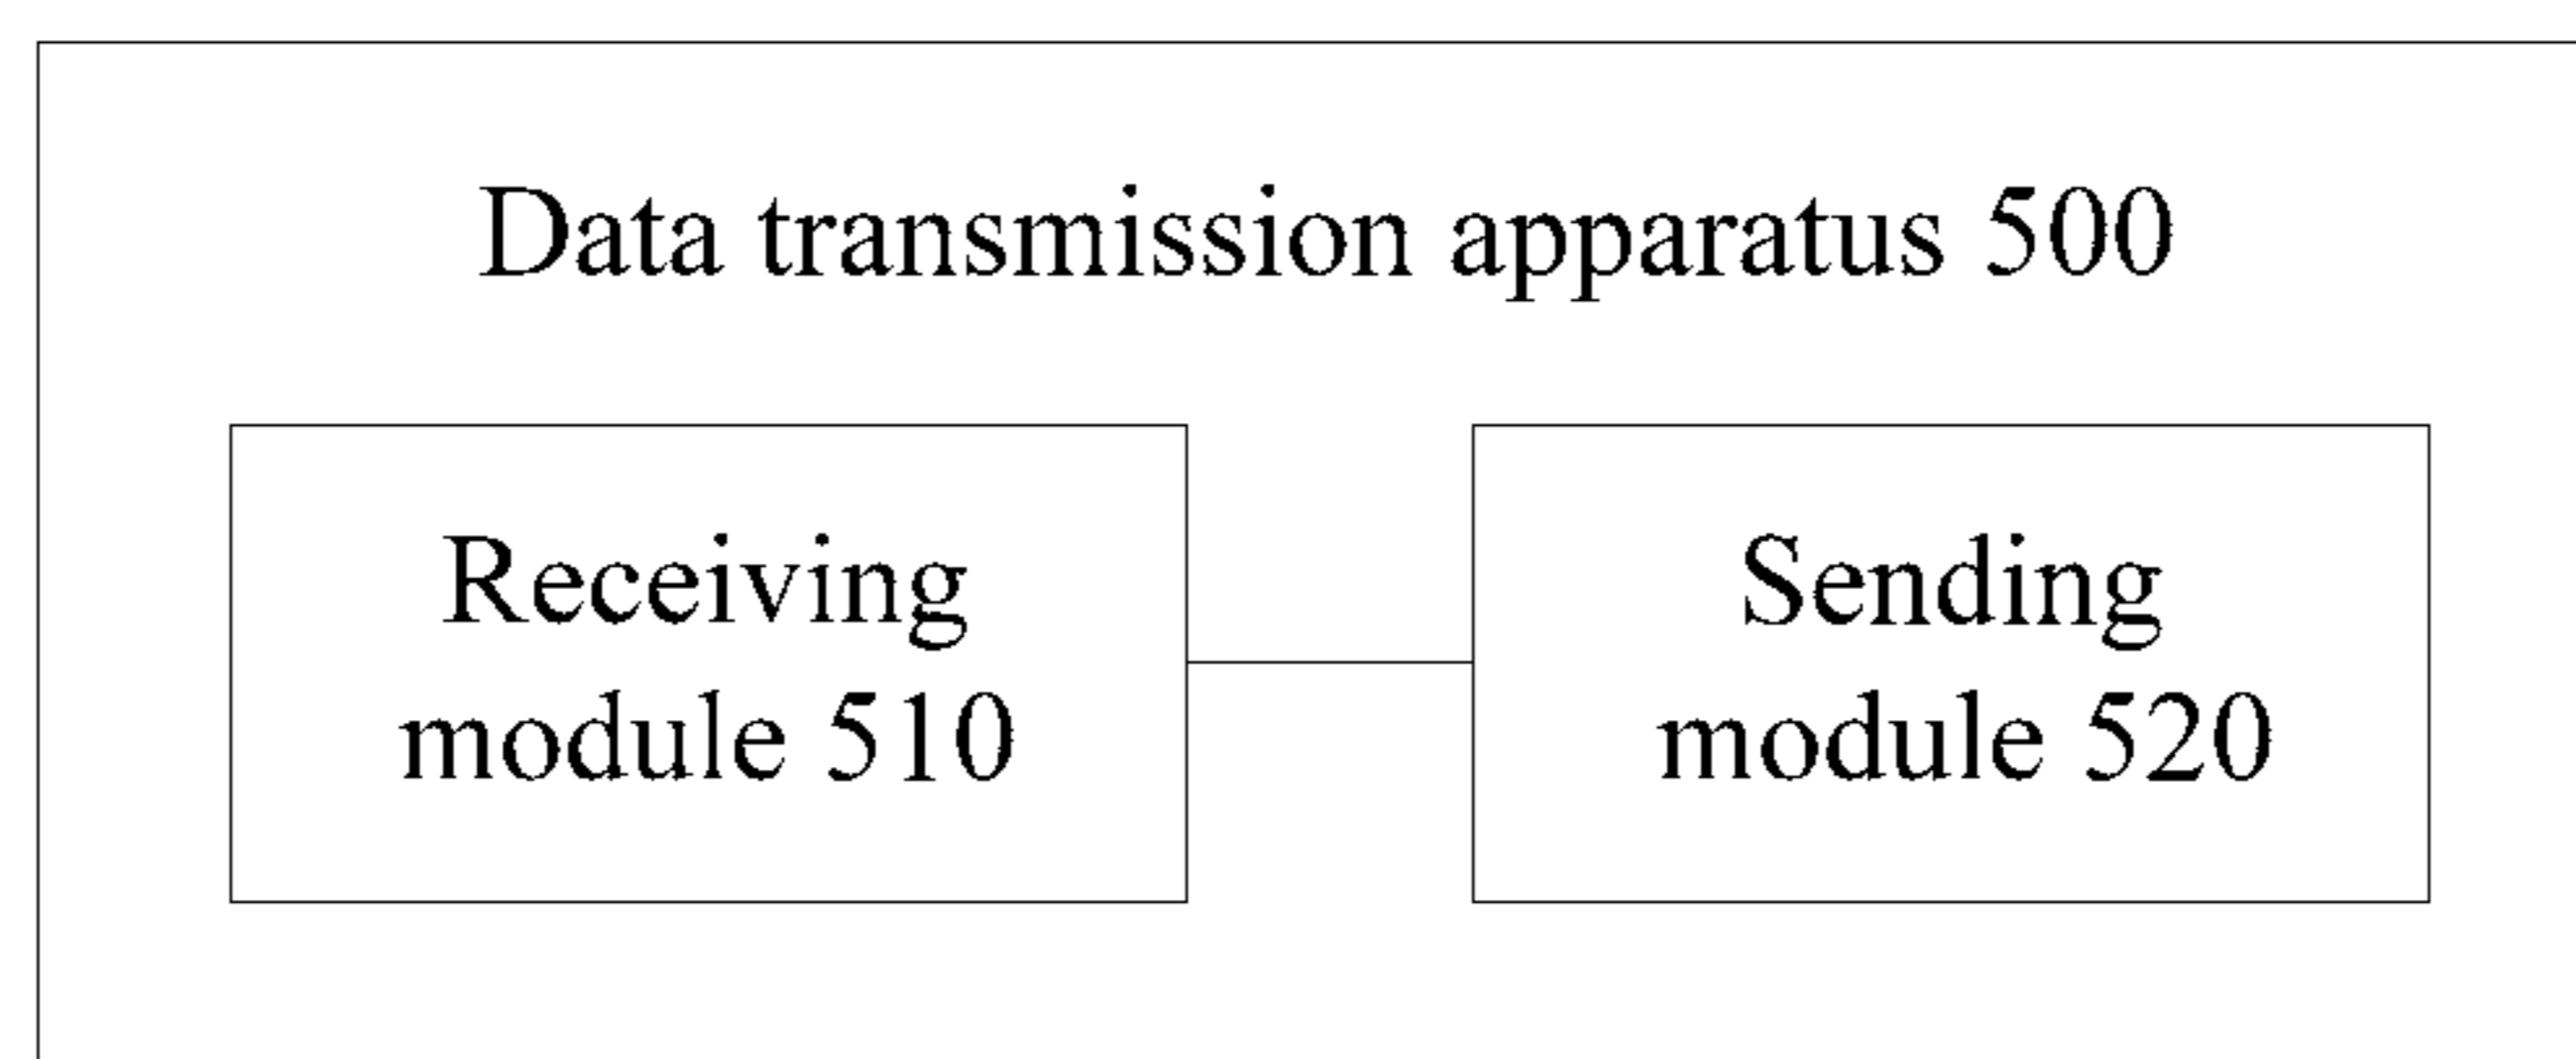 Data transmission apparatus 500
Receiving
module 510
Sending
module 520